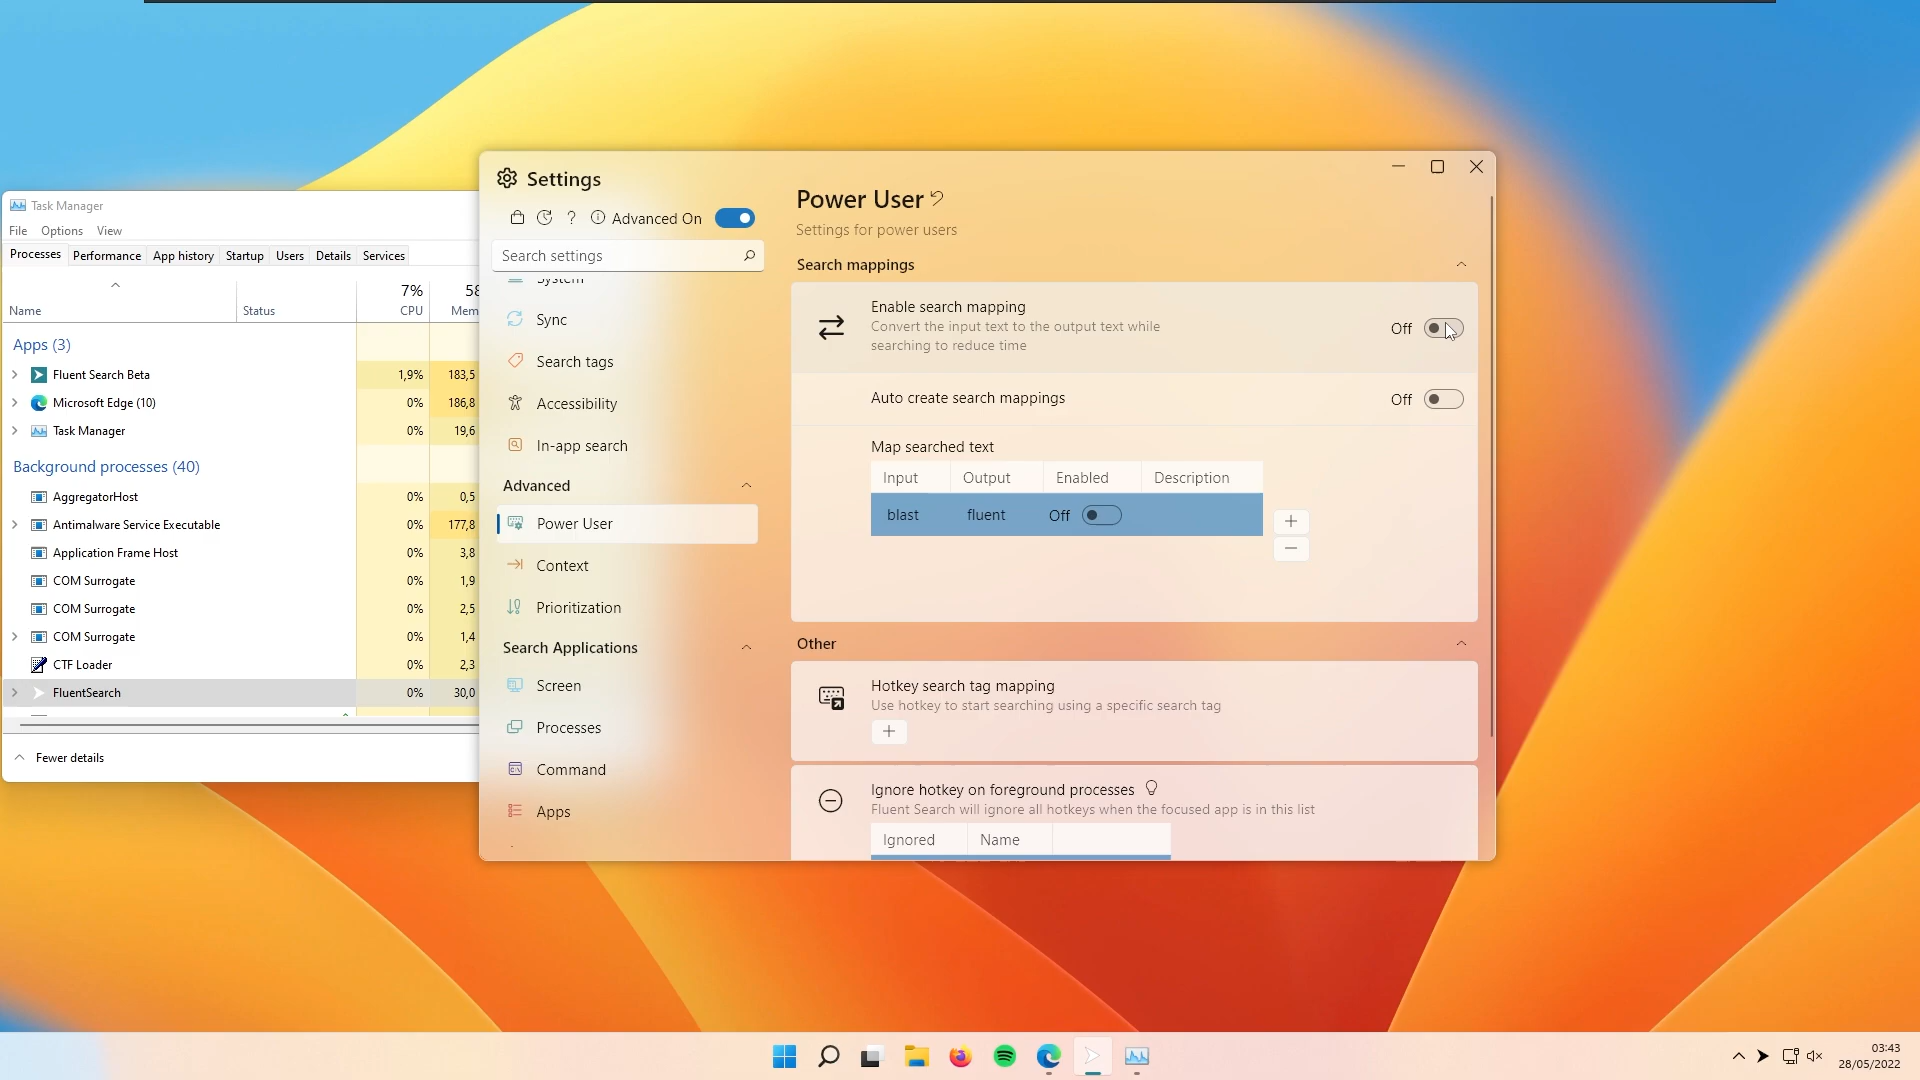 Task Manager
File Options View
Processes Performance App history Startup Users Details Services
7% 58
Name Status CPU Mem
Apps (3)
Fluent Search Beta 1,9% 183,5
Microsoft Edge (10) 0% 186,8
Task Manager 0% 19,6
Background processes (40)
AggregatorHost 0% 0,5
Antimalware Service Executable 0% 177,8
Application Frame Host 0% 3,8
COM Surrogate 0% 1,9
COM Surrogate 0% 2,5
COM Surrogate 0% 1,4
CTF Loader 0% 2,3
FluentSearch 0% 30,0
Fewer details
Settings
? Advanced On
Search settings
System
Sync
Search tags
Accessibility
In-app search
Advanced
Power User
Context
Prioritization
Search Applications
Screen
Processes
Command
Apps
Power User
Settings for power users
Search mappings
Enable search mapping
Convert the input text to the output text while
searching to reduce time
Off
Auto create search mappings
Off
Map searched text
Input Output Enabled Description
blast fluent Off
Other
Hotkey search tag mapping
Use hotkey to start searching using a specific search tag
Ignore hotkey on foreground processes
Fluent Search will ignore all hotkeys when the focused app is in this list
Ignored Name
03:43
28/05/2022